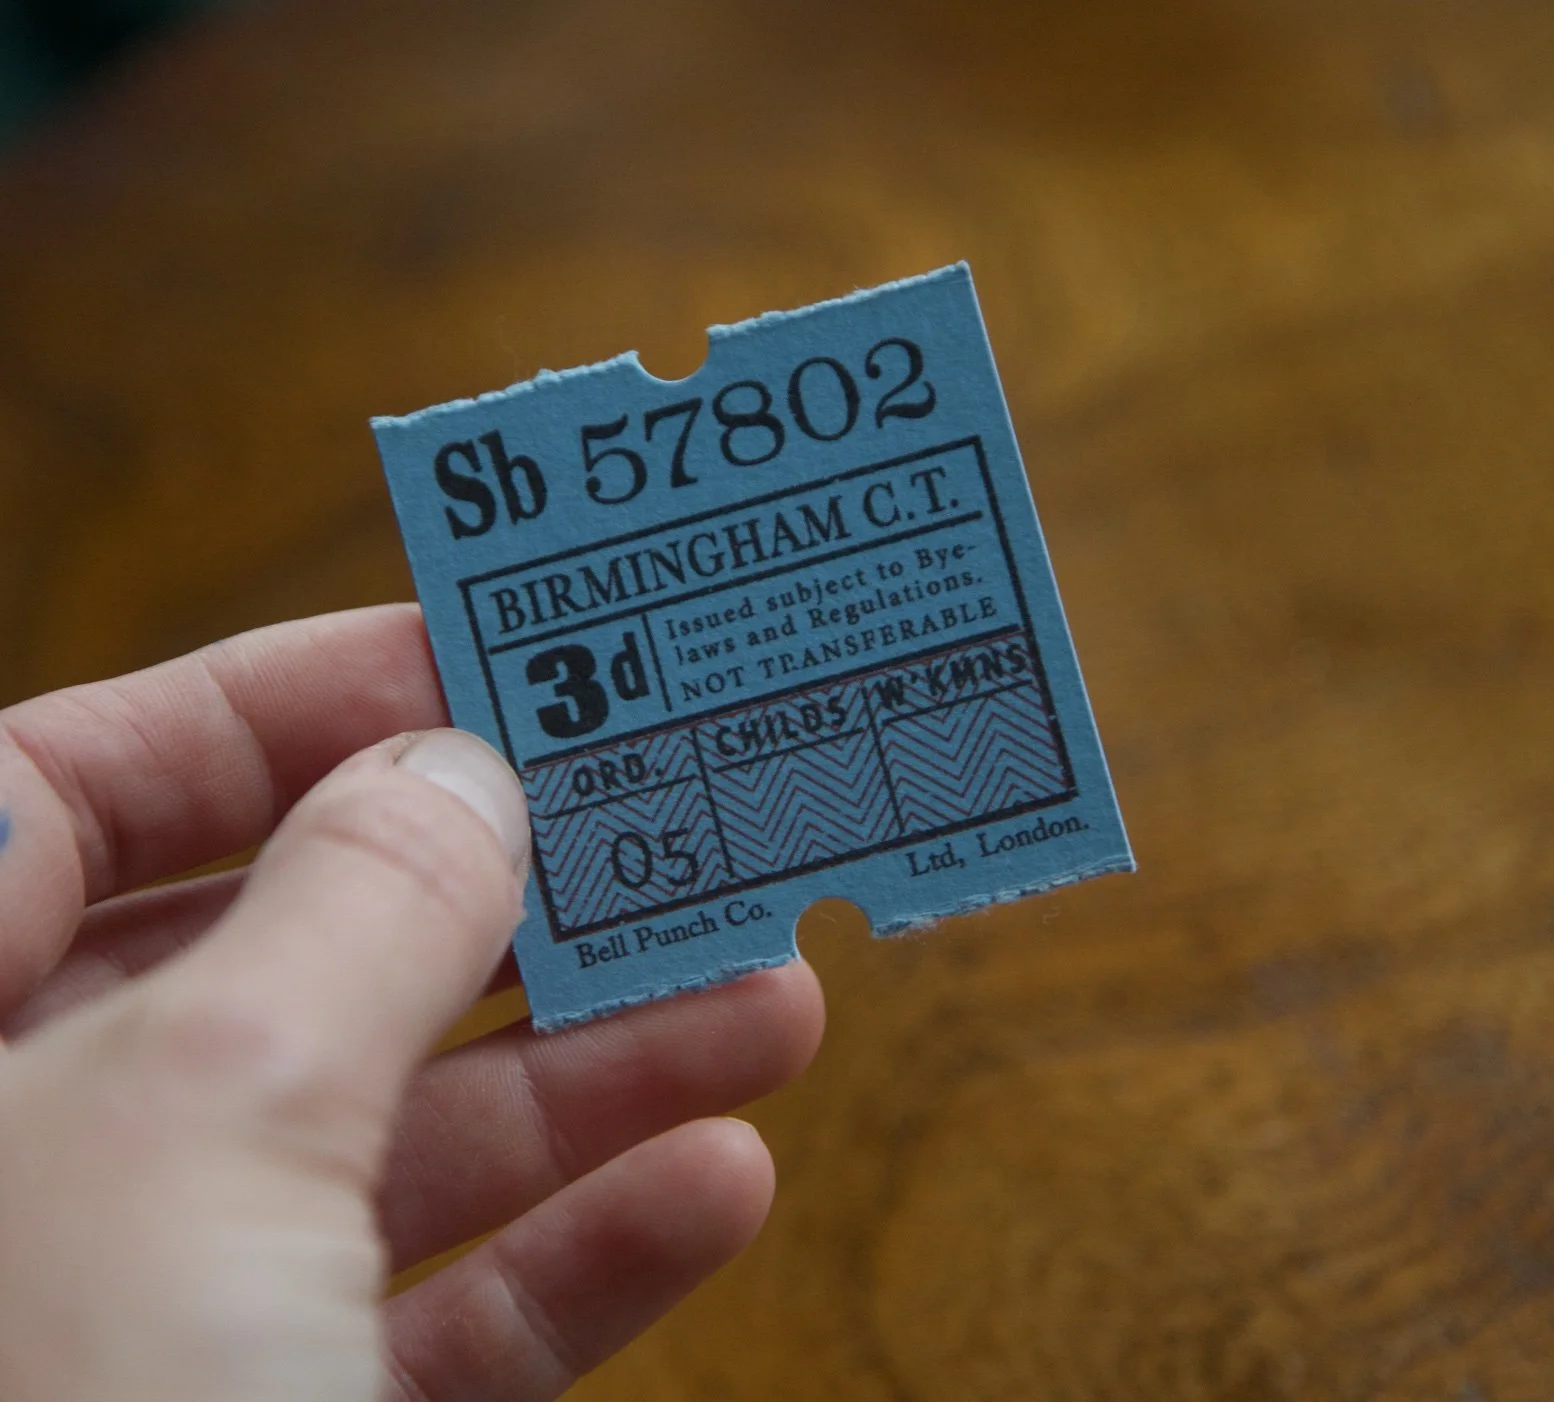 Sb 57802
BIRMINGHAM C.T.
3d
Issued subject to Bye-
laws and Regulations.
NOT TRANSFERABLE
ORD. CHILDS W'KMNS
05
Bell Punch Co. Ltd, London.